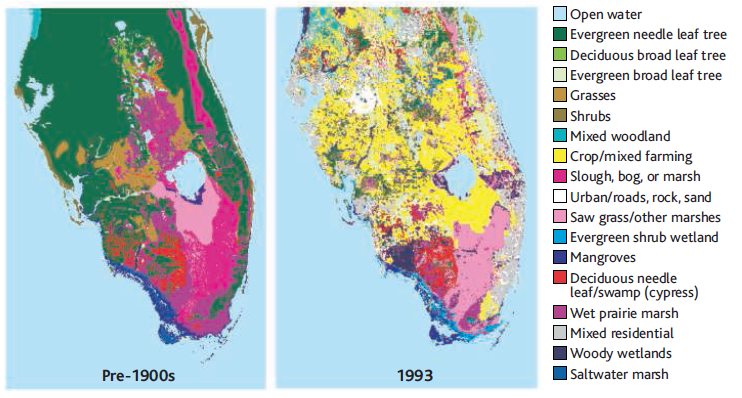 Pre-1900s
1993
Open water
Evergreen needle leaf tree
Deciduous broad leaf tree
Evergreen broad leaf tree
Grasses
Shrubs
Mixed woodland
Crop/mixed farming
Slough, bog, or marsh
Urban/roads, rock, sand
Saw grass/other marshes
Evergreen shrub wetland
Mangroves
Deciduous needle
leaf/swamp (cypress)
Wet prairie marsh
Mixed residential
Woody wetlands
Saltwater marsh